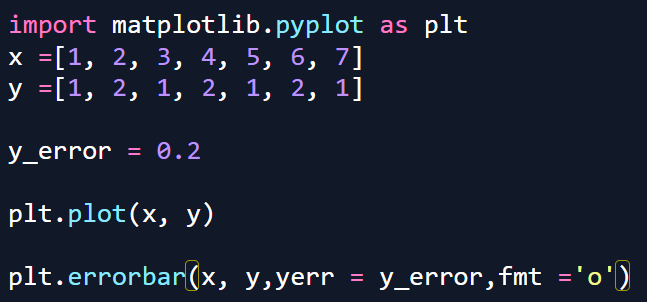 import matplotlib.pyplot as plt
x =[1, 2, 3, 4, 5, 6, 7]
y =[1, 2, 1, 2, 1, 2, 1]
y_error = 0.2
plt.plot(x, y)
plt.errorbar(x, y,yerr = y_error,fmt ='o')